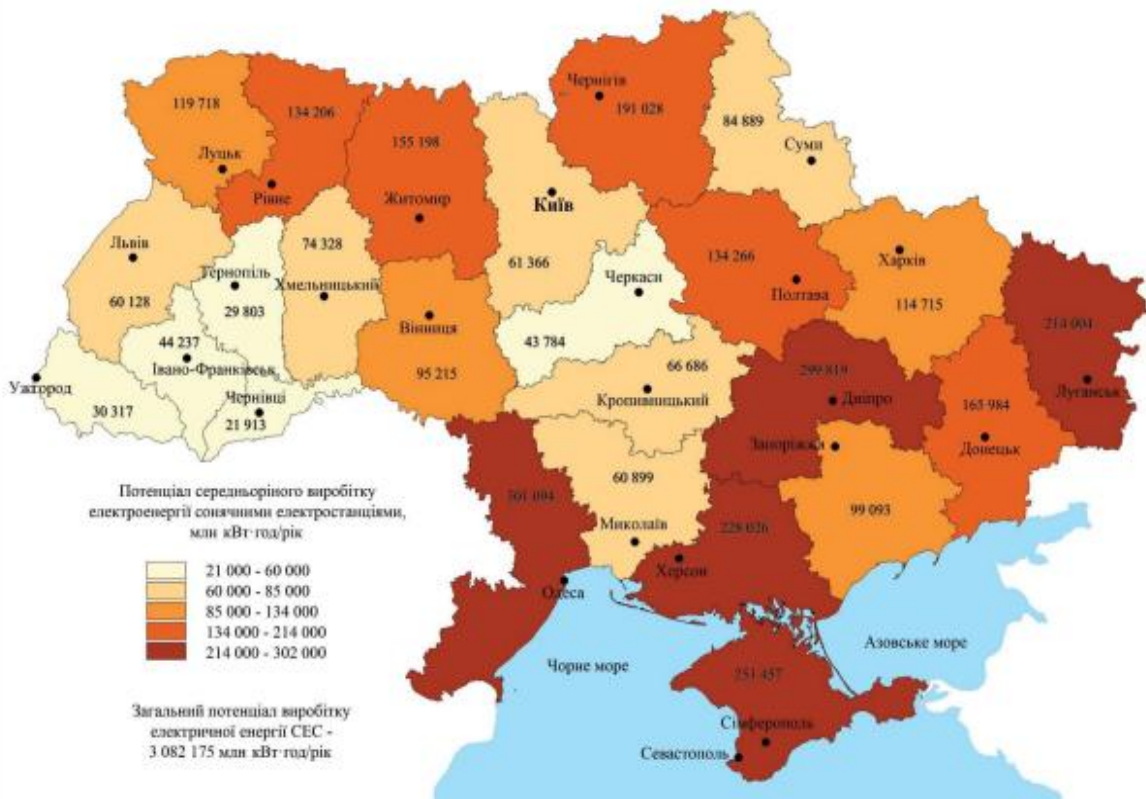 Чернігів
119 718
134 206
191 028
84 889
155 198
Суми
Луцьк
Рівне
Житомир
Київ
Львів
74 328
Харків
Тернопіль
61 366
134 266
Черкаси
Хмельницький
Полтава
60 128
29 803
114 715
214 004
Вінниця
44 237
43 784
Івано-Франківськ
66 686
299 819
Ужгород
95 215
Луганськ
Чернівці
Кропивницький
Дніпро
165 984
30 317
21 913
Запоріжжя
Донецьк
60 899
301 094
99 093
228 026
Миколаїв
Херсон
Одеса
Потенціал середньоріного виробітку
електроенергії сонячними електростанціями,
млн кВт·год/рік
21 000 - 60 000
60 000 - 85 000
85 000 - 134 000
134 000 - 214 000
214 000 - 302 000
Азовське море
Чорне море
251 457
Сімферополь
Севастополь
Загальний потенціал виробітку
електричної енергії СЕС -
3 082 175 млн кВт·год/рік